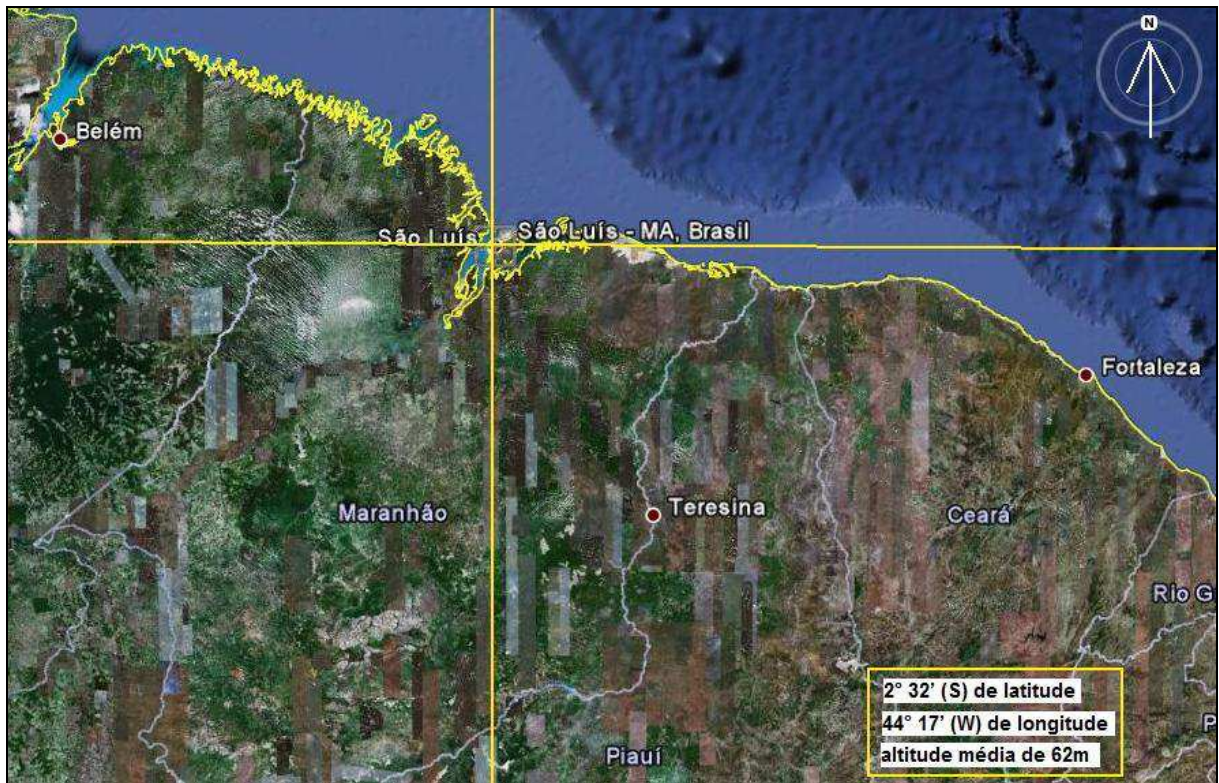 N
Belém
São Luís
São Luís - MA, Brasil
Fortaleza
Maranhão
Teresina
Ceará
Rio G
2° 32' (S) de latitude
44° 17' (W) de longitude
altitude média de 62m
P
Piauí